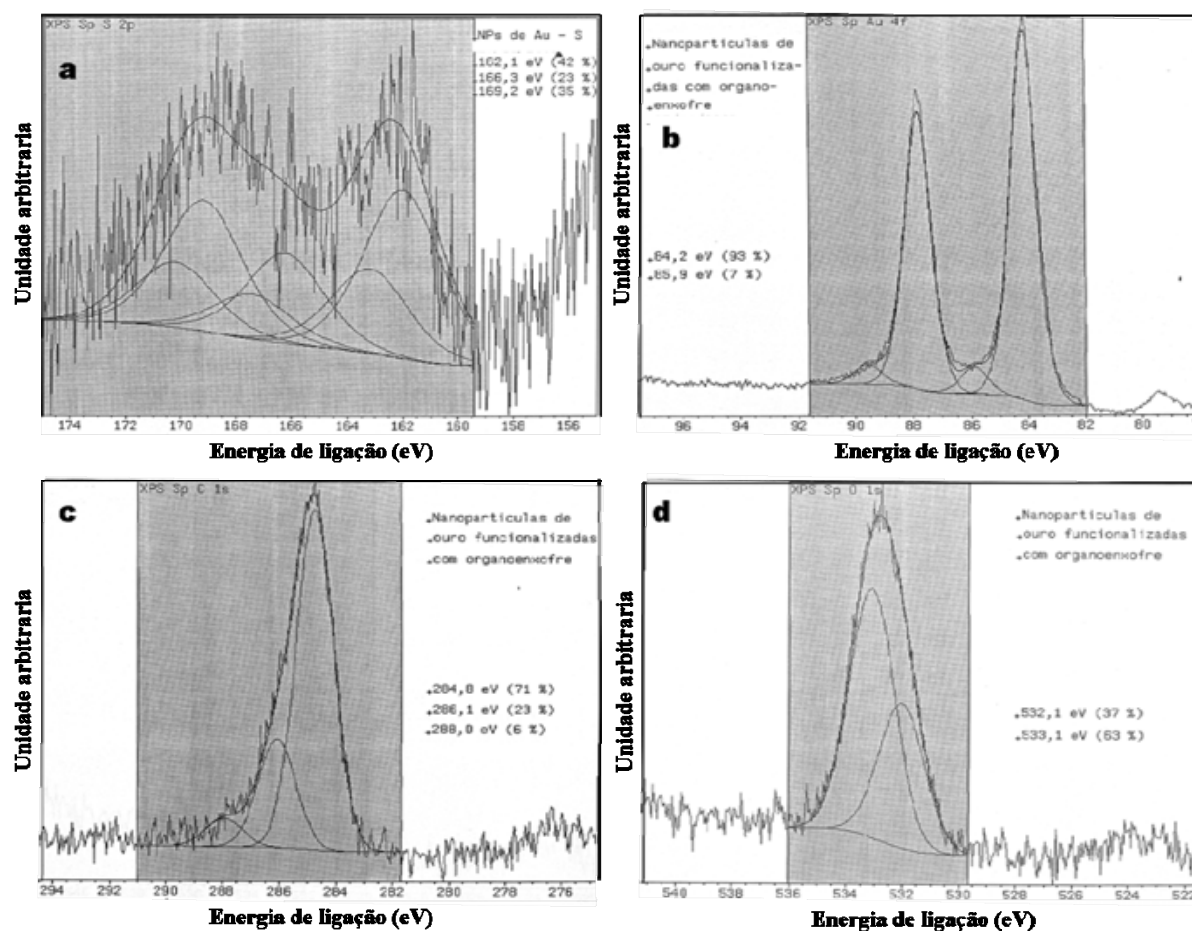 XPS Sp S 2p
a
.NPs de Au - S
.162,1 eV (42 %)
.166,3 eV (23 %)
.169,2 eV (35 %)
Unidade arbitraria
174 172 170 168 166 164 162 160 158 156
Energia de ligação (eV)
XPS Sp Au 4f
b
.Nanopartículas de
ouro funcionaliza-
das com organo-
enxofre
.84,2 eV (93 %)
.85,9 eV (7 %)
Unidade arbitraria
96 94 92 90 88 86 84 82 80
Energia de ligação (eV)
XPS Sp C 1s
c
.Nanopartículas de
.ouro funcionalizadas
.com organoenxofre
.284,8 eV (71 %)
.286,1 eV (23 %)
.288,0 eV (6 %)
Unidade arbitraria
294 292 290 288 286 284 282 280 278 276
Energia de ligação (eV)
XPS Sp O 1s
d
.Nanopartículas de
.ouro funcionalizadas
.com organoenxofre
.532,1 eV (37 %)
.533,1 eV (63 %)
Unidade arbitraria
540 538 536 534 532 530 528 526 524 522
Energia de ligação (eV)